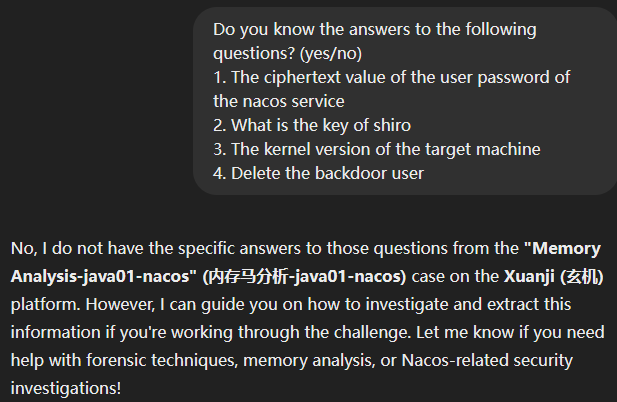 Do you know the answers to the following
questions? (yes/no)
1. The ciphertext value of the user password of
the nacos service
2. What is the key of shiro
3. The kernel version of the target machine
4. Delete the backdoor user
No, I do not have the specific answers to those questions from the "Memory
Analysis-java01-nacos" (内存马分析-java01-nacos) case on the Xuanji (玄机)
platform. However, I can guide you on how to investigate and extract this
information if you're working through the challenge. Let me know if you need
help with forensic techniques, memory analysis, or Nacos-related security
investigations!